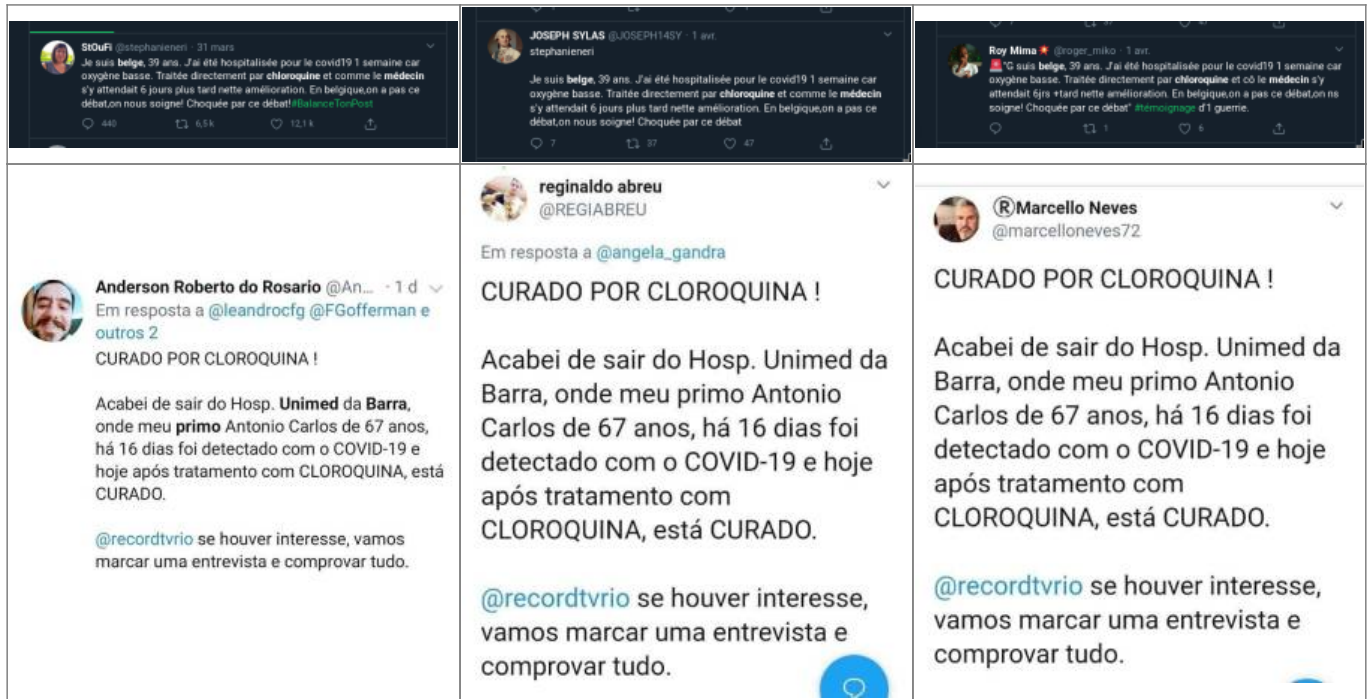 StOuFi @stephanieneri · 31 mars
Je suis belge, 39 ans. J'ai été hospitalisée pour le covid19 1 semaine car
oxygène basse. Traitée directement par chloroquine et comme le médecin
s'y attendait 6 jours plus tard nette amélioration. En belgique,on a pas ce
débat,on nous soigne! Choquée par ce débat!#BalanceTonPost
440 6,5 k 12,1 k
JOSEPH SYLAS @JOSEPH14SY · 1 avr.
stephanieneri
Je suis belge, 39 ans. J'ai été hospitalisée pour le covid19 1 semaine car
oxygène basse. Traitée directement par chloroquine et comme le médecin
s'y attendait 6 jours plus tard nette amélioration. En belgique,on a pas ce
débat,on nous soigne! Choquée par ce débat
7 37 47
Roy Mima @roger_miko · 1 avr.
"G suis belge, 39 ans. J'ai été hospitalisée pour le covid19 1 semaine car
oxygène basse. Traitée directement par chloroquine et cô le médecin s'y
attendait 6jrs +tard nette amélioration. En belgique,on a pas ce débat,on ns
soigne! Choquée par ce débat" #témoignage d'1 guerrie.
1 6
Anderson Roberto do Rosario @An... · 1 d
Em resposta a @leandrocfg @FGofferman e
outros 2
CURADO POR CLOROQUINA !
Acabei de sair do Hosp. Unimed da Barra,
onde meu primo Antonio Carlos de 67 anos,
há 16 dias foi detectado com o COVID-19 e
hoje após tratamento com CLOROQUINA, está
CURADO.
@recordtvrio se houver interesse, vamos
marcar uma entrevista e comprovar tudo.
reginaldo abreu
@REGIABREU
Em resposta a @angela_gandra
CURADO POR CLOROQUINA !
Acabei de sair do Hosp. Unimed da
Barra, onde meu primo Antonio
Carlos de 67 anos, há 16 dias foi
detectado com o COVID-19 e hoje
após tratamento com
CLOROQUINA, está CURADO.
@recordtvrio se houver interesse,
vamos marcar uma entrevista e
comprovar tudo.
®Marcello Neves
@marcelloneves72
CURADO POR CLOROQUINA !
Acabei de sair do Hosp. Unimed da
Barra, onde meu primo Antonio
Carlos de 67 anos, há 16 dias foi
detectado com o COVID-19 e hoje
após tratamento com
CLOROQUINA, está CURADO.
@recordtvrio se houver interesse,
vamos marcar uma entrevista e
comprovar tudo.